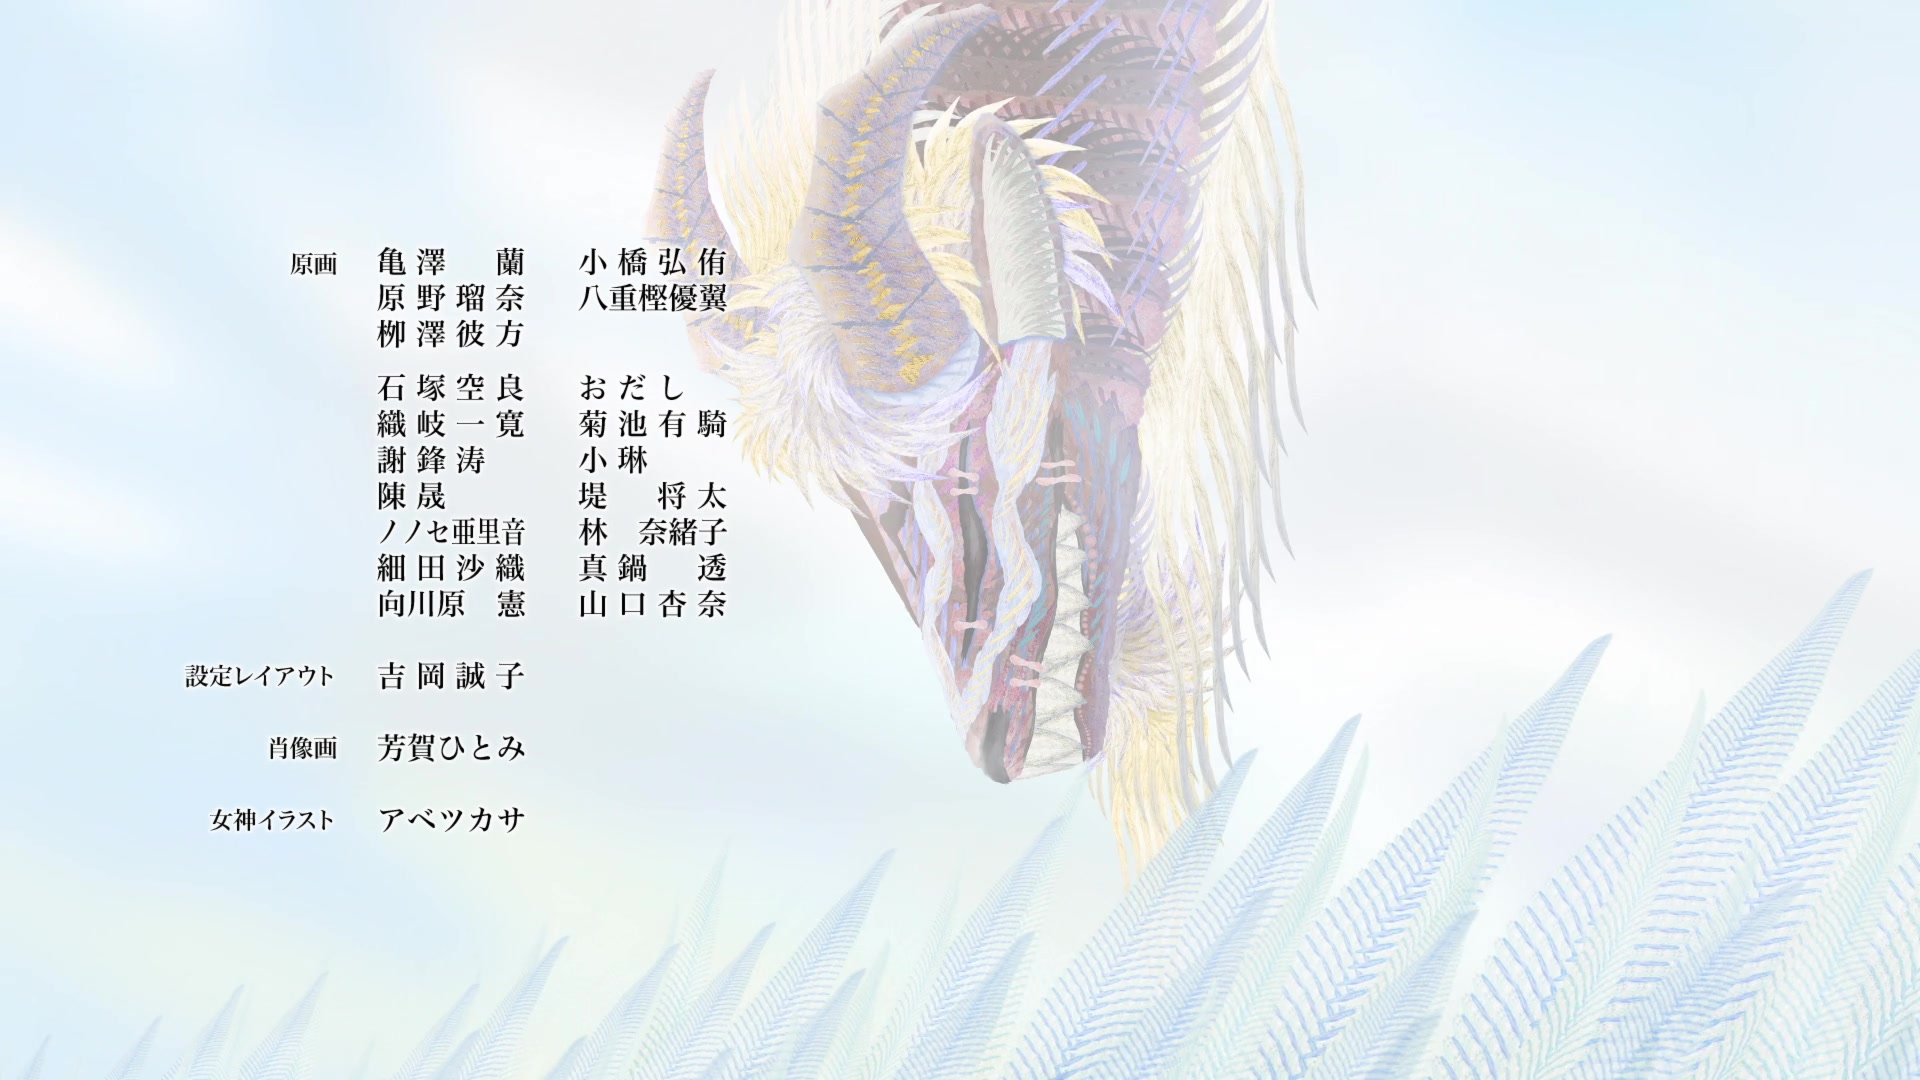 原画 亀澤 蘭 小橋弘侑
原野瑠奈 八重樫優翼
栁澤彼方
石塚空良 おだし
織岐一寛 菊池有騎
謝鋒涛 小琳
陳晟 堤 将太
ノノセ亜里音 林 奈緒子
細田沙織 真鍋 透
向川原 憲 山口杏奈
設定レイアウト 吉岡誠子
肖像画 芳賀ひとみ
女神イラスト アベツカサ